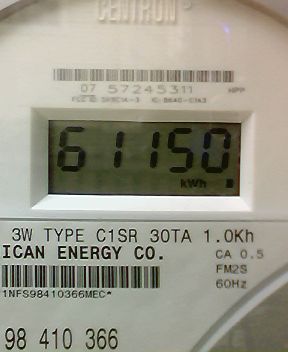 CENTRON
07 57245311
61150
kWh
3W TYPE C1SR 30TA 1.0Kh
ICAN ENERGY CO. CA 0.5
FM2S
1NFS98410366MEC* 60Hz
98 410 366